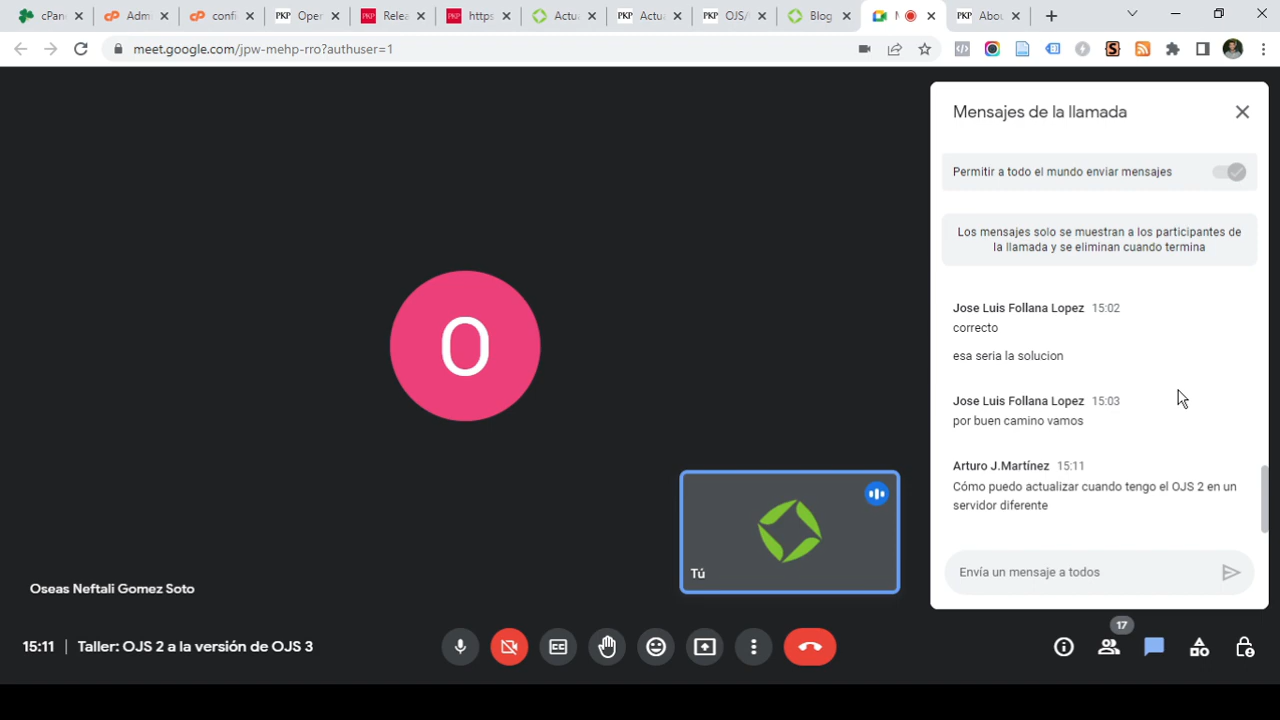 cPan
Adm
confi
Oper
Relea
https
Actu
Actu
OJS/
Blog
Abou
meet.google.com/jpw-mehp-rro?authuser=1
Mensajes de la llamada
Permitir a todo el mundo enviar mensajes
Los mensajes solo se muestran a los participantes de
la llamada y se eliminan cuando termina
Jose Luis Follana Lopez 15:02
correcto
esa seria la solucion
Jose Luis Follana Lopez 15:03
por buen camino vamos
Arturo J.Martínez 15:11
Cómo puedo actualizar cuando tengo el OJS 2 en un
servidor diferente
Envía un mensaje a todos
O
Tú
Oseas Neftali Gomez Soto
15:11 | Taller: OJS 2 a la versión de OJS 3
17